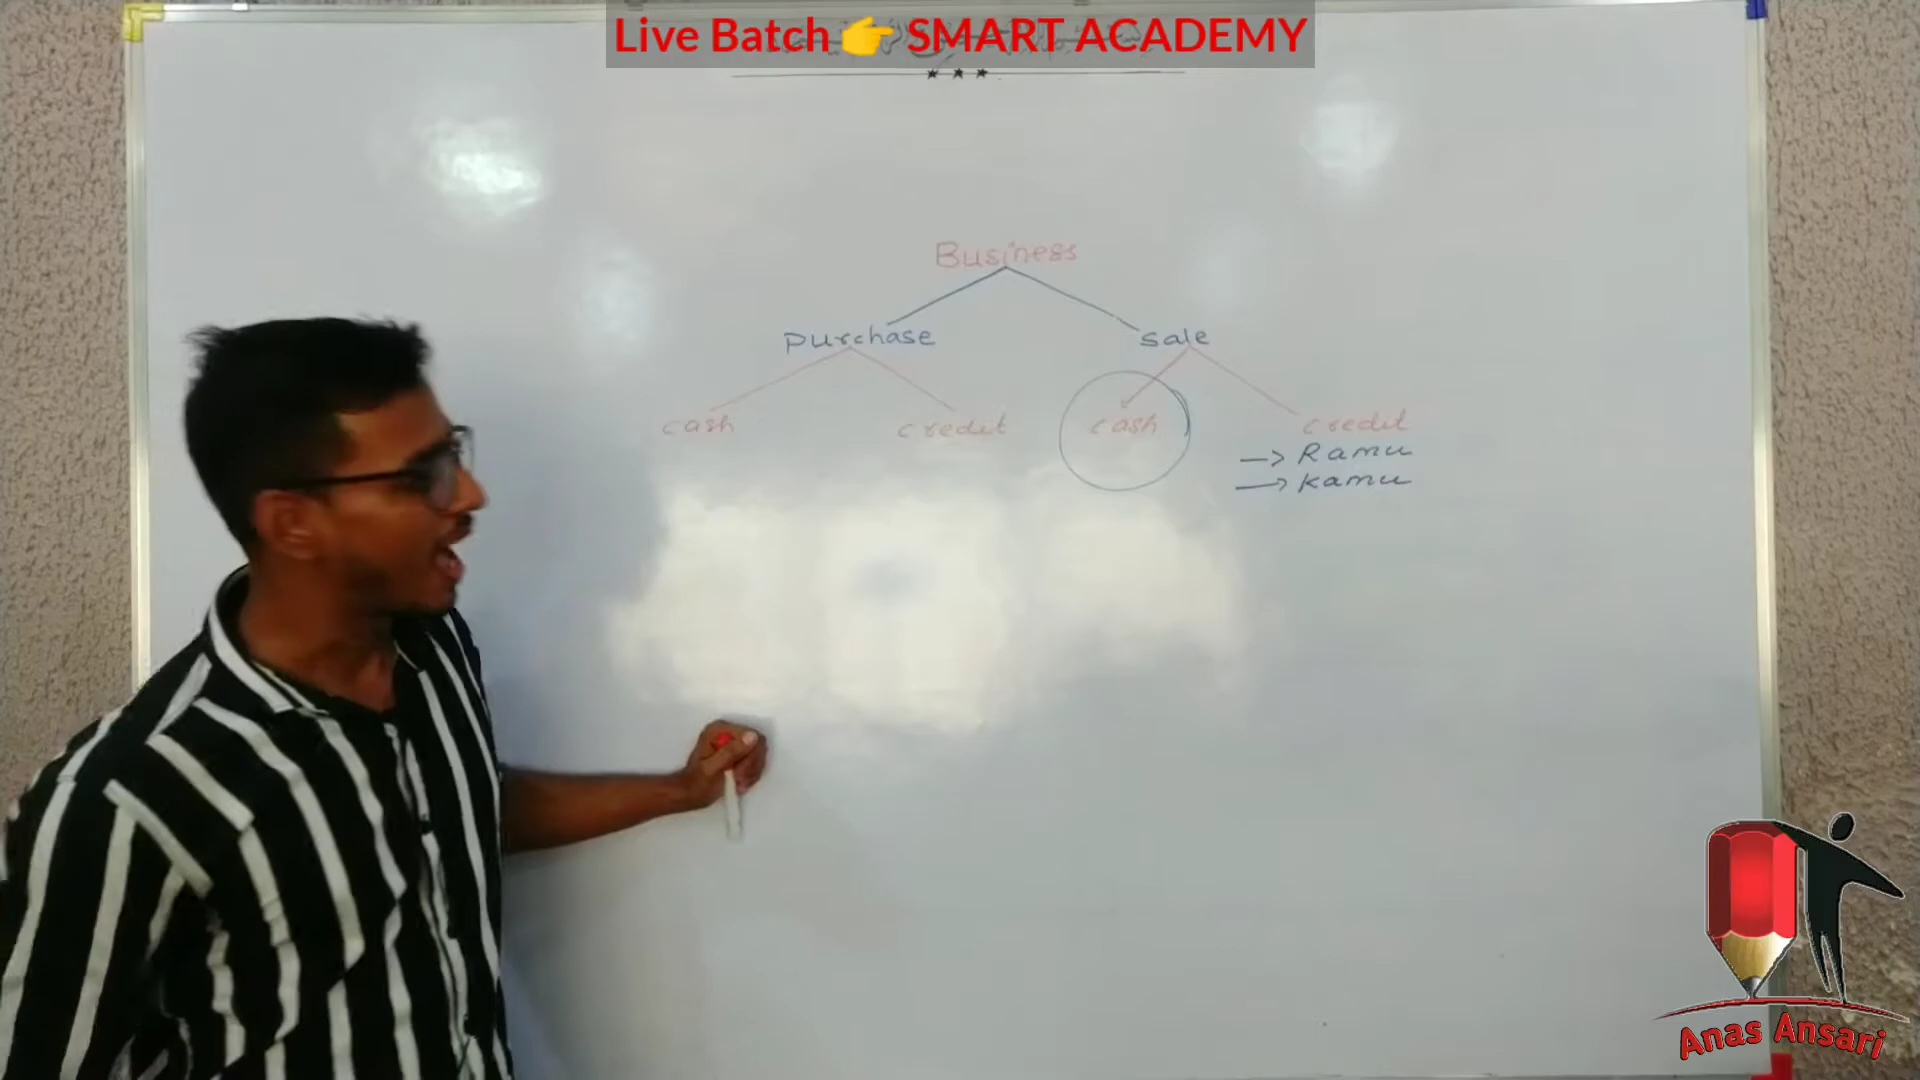 Live Batch 👉 SMART ACADEMY
Business
Purchase sale
cash credit cash credit
→ Ramu
→ Kamu
Anas Ansari